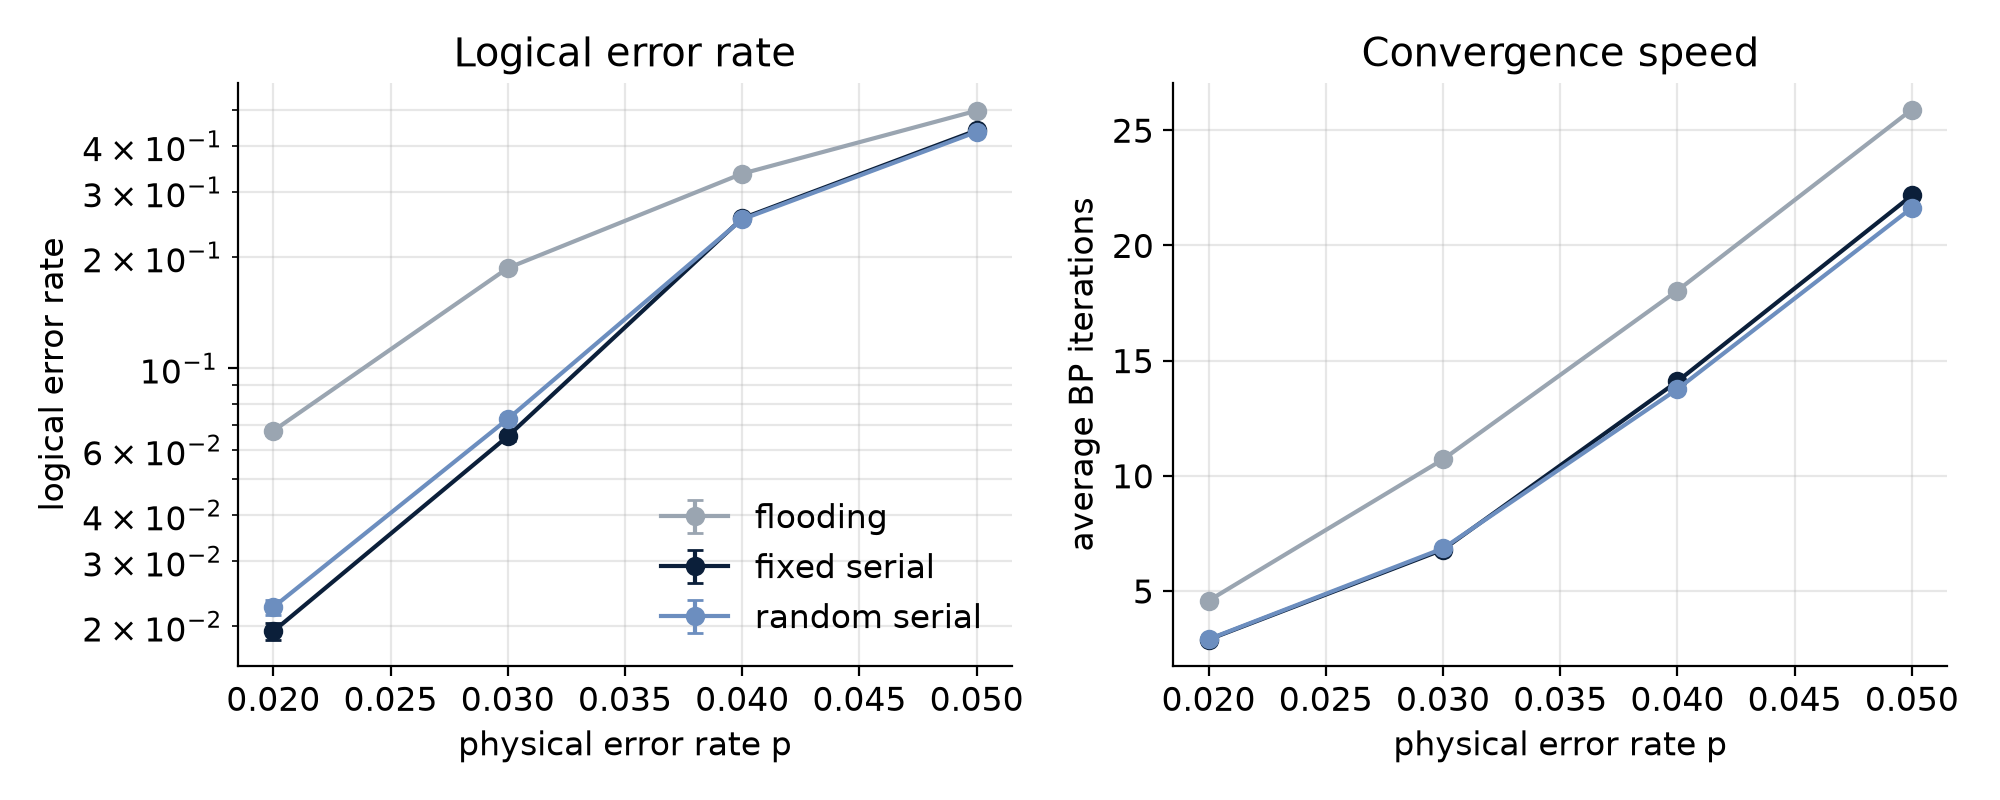 Logical error rate
logical error rate
4 × 10⁻¹
3 × 10⁻¹
2 × 10⁻¹
10⁻¹
6 × 10⁻²
4 × 10⁻²
3 × 10⁻²
2 × 10⁻²
flooding
fixed serial
random serial
0.020 0.025 0.030 0.035 0.040 0.045 0.050
physical error rate p
Convergence speed
average BP iterations
25
20
15
10
5
0.020 0.025 0.030 0.035 0.040 0.045 0.050
physical error rate p